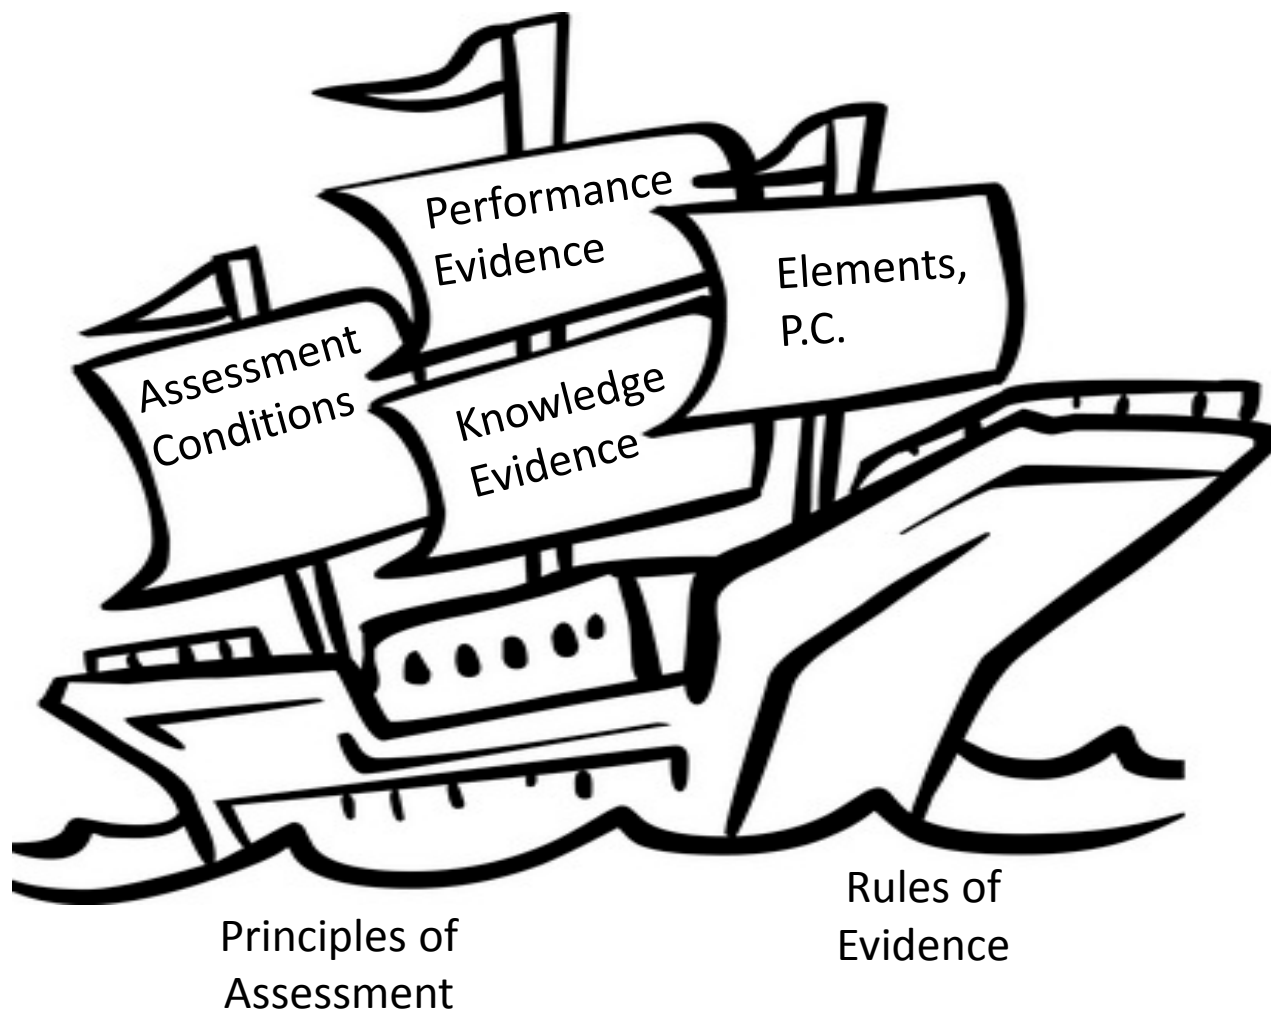 Performance
Evidence
Elements,
P.C.
Assessment
Conditions
Knowledge
Evidence
Rules of
Evidence
Principles of
Assessment